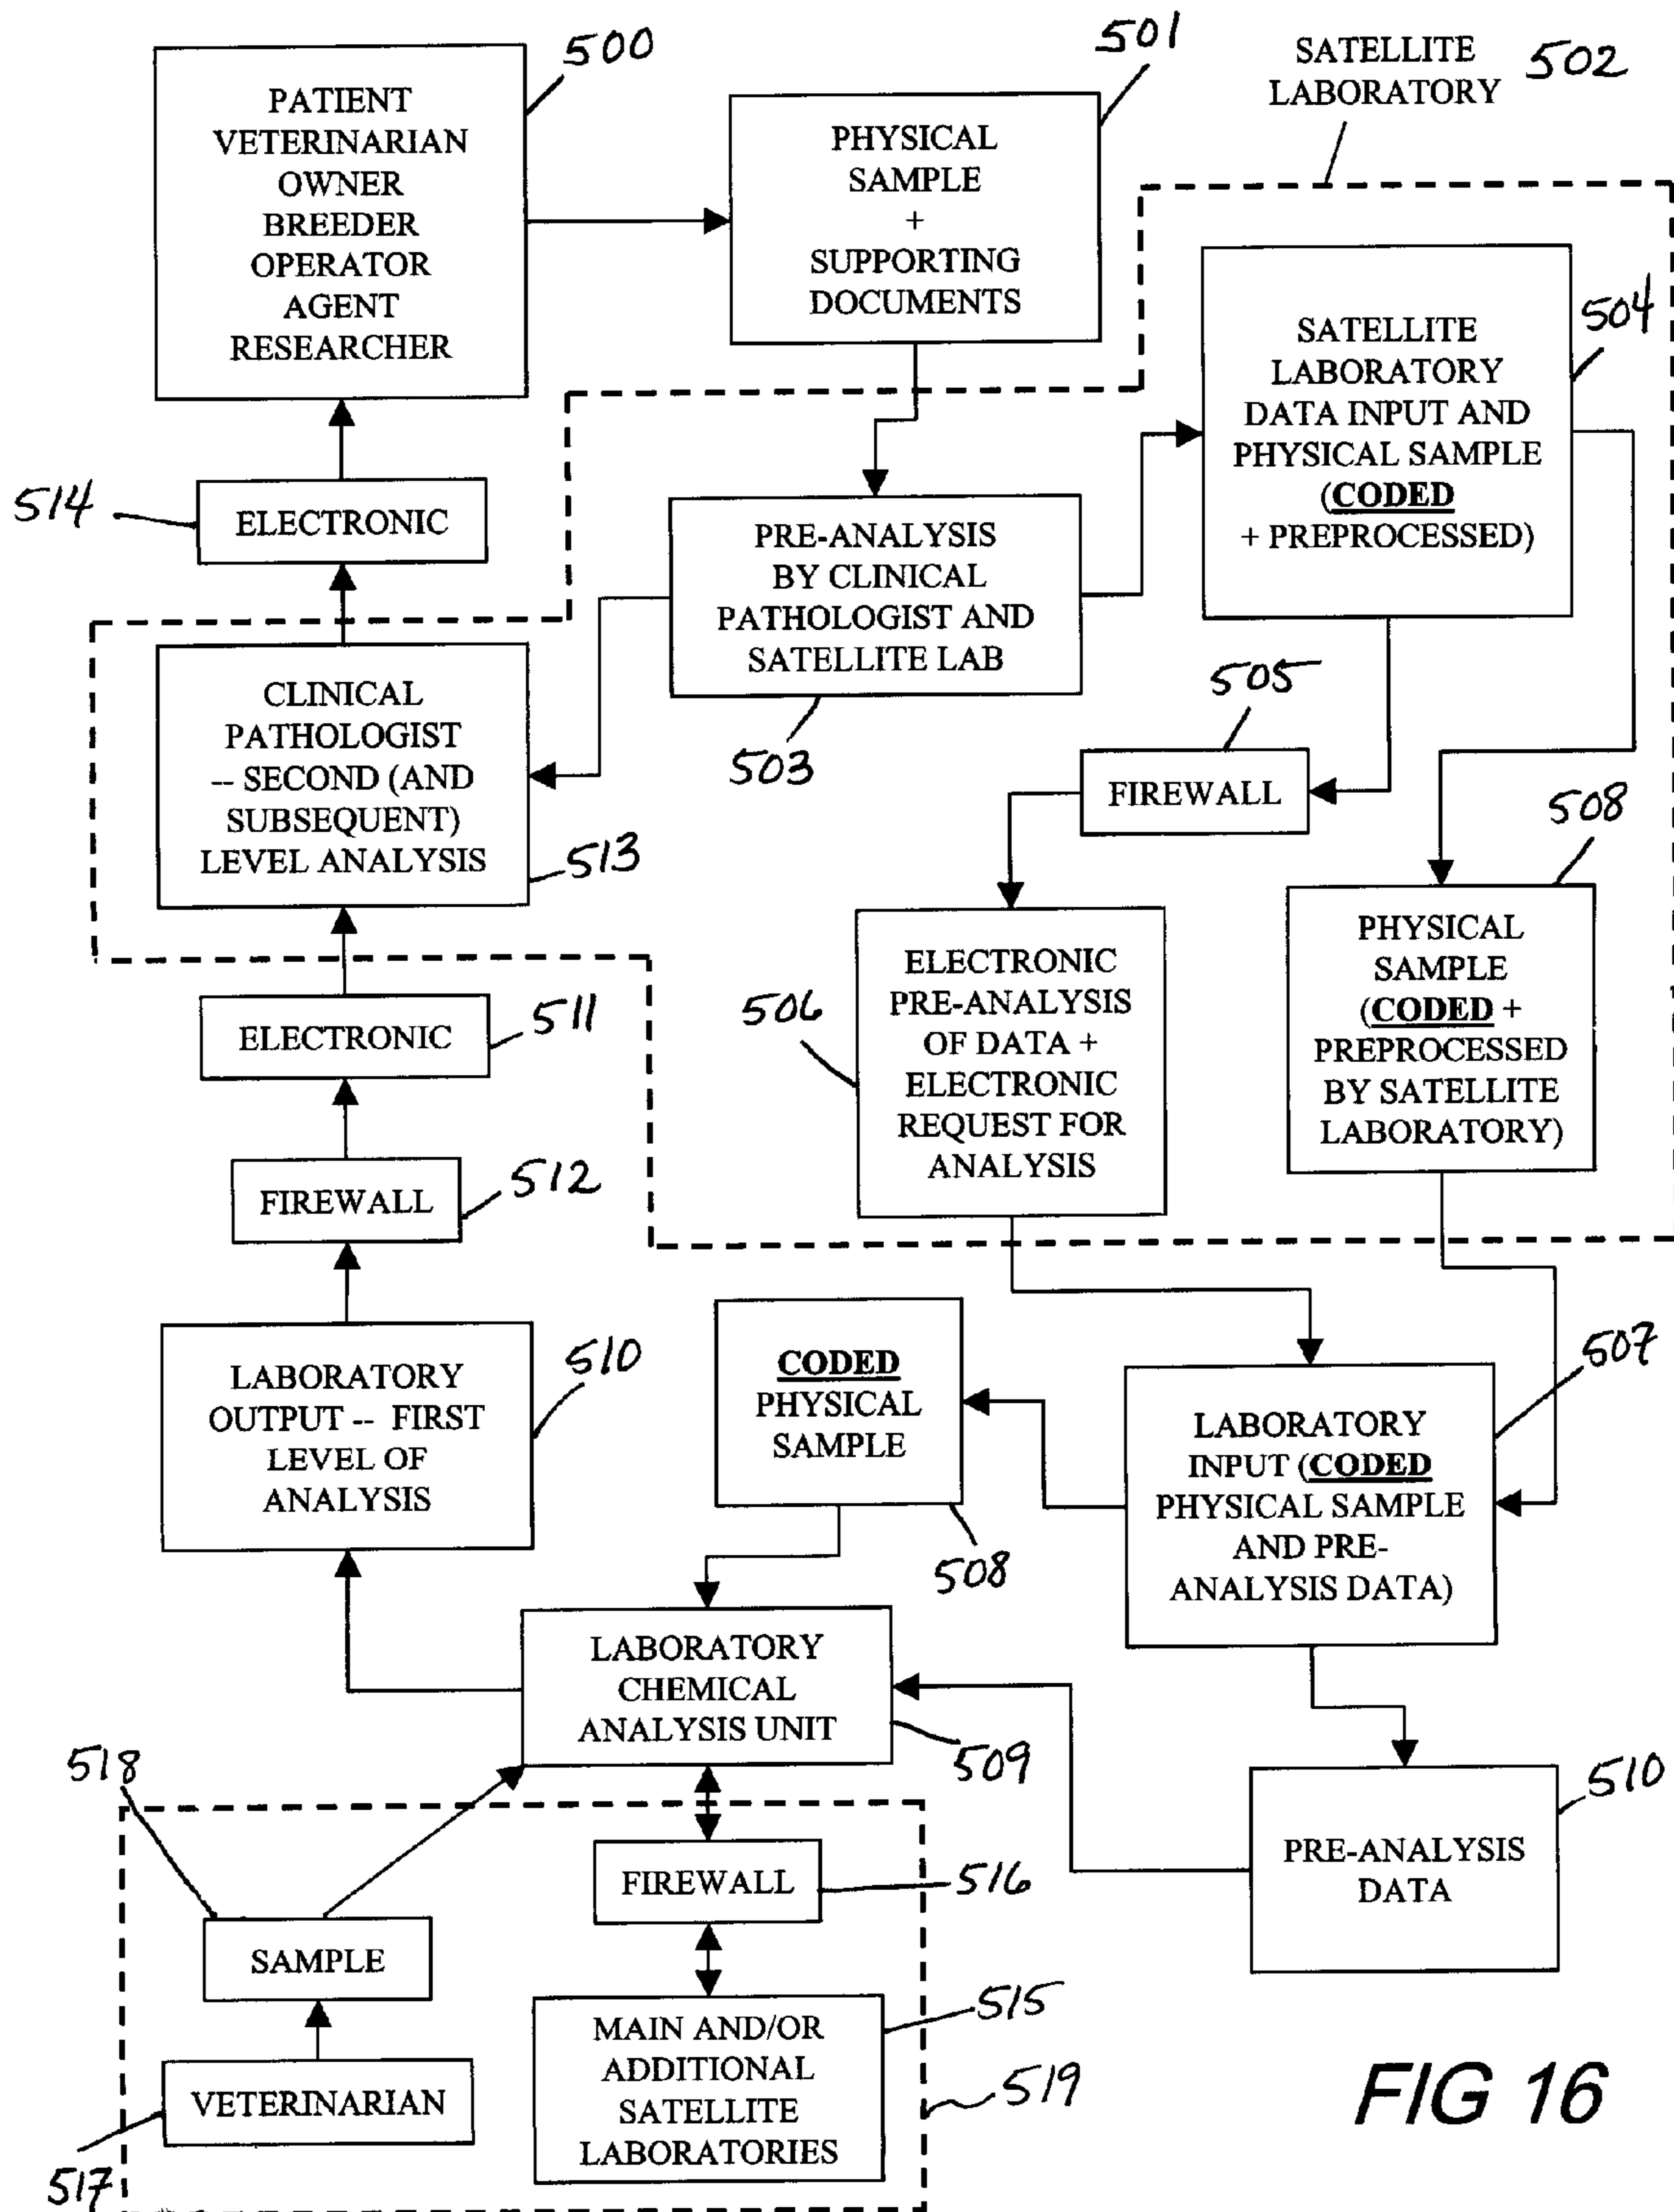 500
PATIENT
VETERINARIAN
OWNER
BREEDER
OPERATOR
AGENT
RESEARCHER
501
PHYSICAL
SAMPLE
+
SUPPORTING
DOCUMENTS
SATELLITE
LABORATORY
502
504
SATELLITE
LABORATORY
DATA INPUT AND
PHYSICAL SAMPLE
(CODED
+ PREPROCESSED)
514
ELECTRONIC
PRE-ANALYSIS
BY CLINICAL
PATHOLOGIST AND
SATELLITE LAB
503
505
FIREWALL
CLINICAL
PATHOLOGIST
-- SECOND (AND
SUBSEQUENT)
LEVEL ANALYSIS
513
508
PHYSICAL
SAMPLE
(CODED +
PREPROCESSED
BY SATELLITE
LABORATORY)
506
ELECTRONIC
PRE-ANALYSIS
OF DATA +
ELECTRONIC
REQUEST FOR
ANALYSIS
ELECTRONIC
511
FIREWALL
512
LABORATORY
OUTPUT -- FIRST
LEVEL OF
ANALYSIS
510
CODED
PHYSICAL
SAMPLE
508
507
LABORATORY
INPUT (CODED
PHYSICAL SAMPLE
AND PRE-
ANALYSIS DATA)
LABORATORY
CHEMICAL
ANALYSIS UNIT
509
510
PRE-ANALYSIS
DATA
518
SAMPLE
FIREWALL
516
VETERINARIAN
517
MAIN AND/OR
ADDITIONAL
SATELLITE
LABORATORIES
515
519
FIG 16